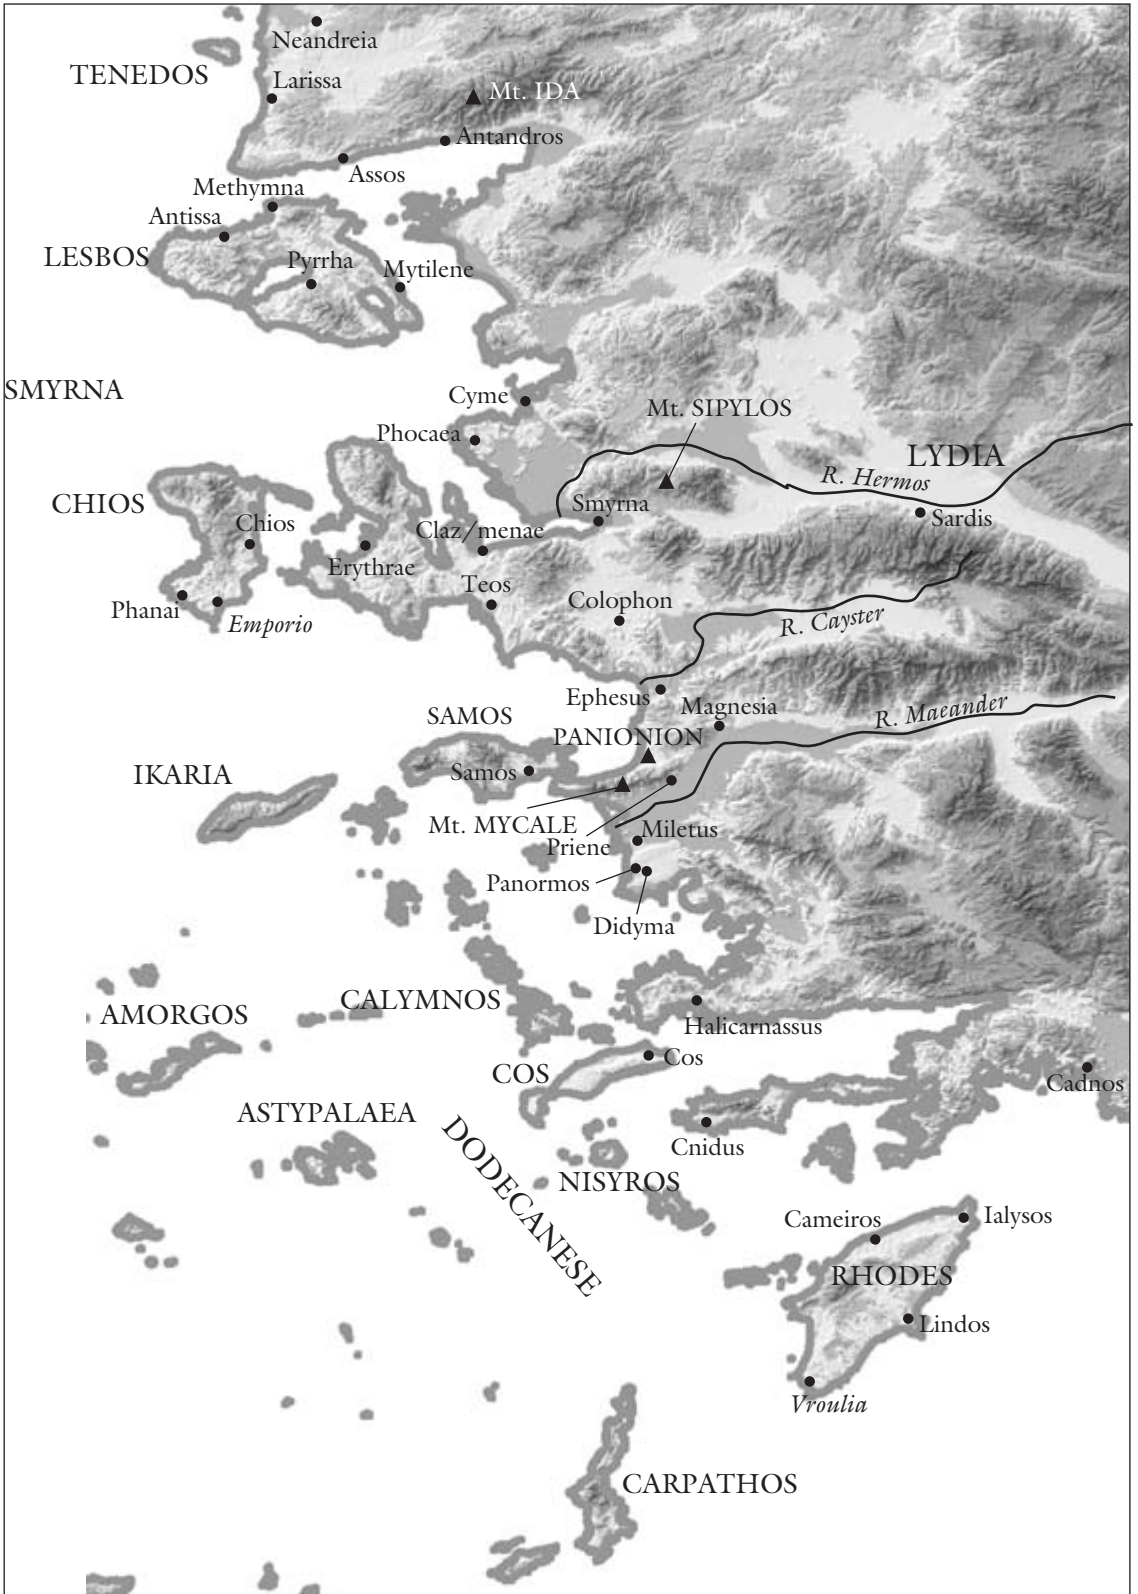 Neandreia
TENEDOS
Larissa
Mt. IDA
Antandros
Assos
Methymna
Antissa
LESBOS
Pyrrha
Mytilene
SMYRNA
Cyme
Mt. SIPYLOS
Phocaea
LYDIA
R. Hermos
CHIOS
Smyrna
Sardis
Chios
Claz/menae
Erythrae
Teos
Colophon
Phanai
Emporio
R. Cayster
Ephesus
Magnesia
R. Maeander
SAMOS
PANIONION
IKARIA
Samos
Mt. MYCALE
Miletus
Priene
Panormos
Didyma
CALYMNOS
AMORGOS
Halicarnassus
Cos
COS
Cadnos
ASTYPALAEA
DODECANESE
Cnidus
NISYROS
Cameiros
Ialysos
RHODES
Lindos
Vroulia
CARPATHOS